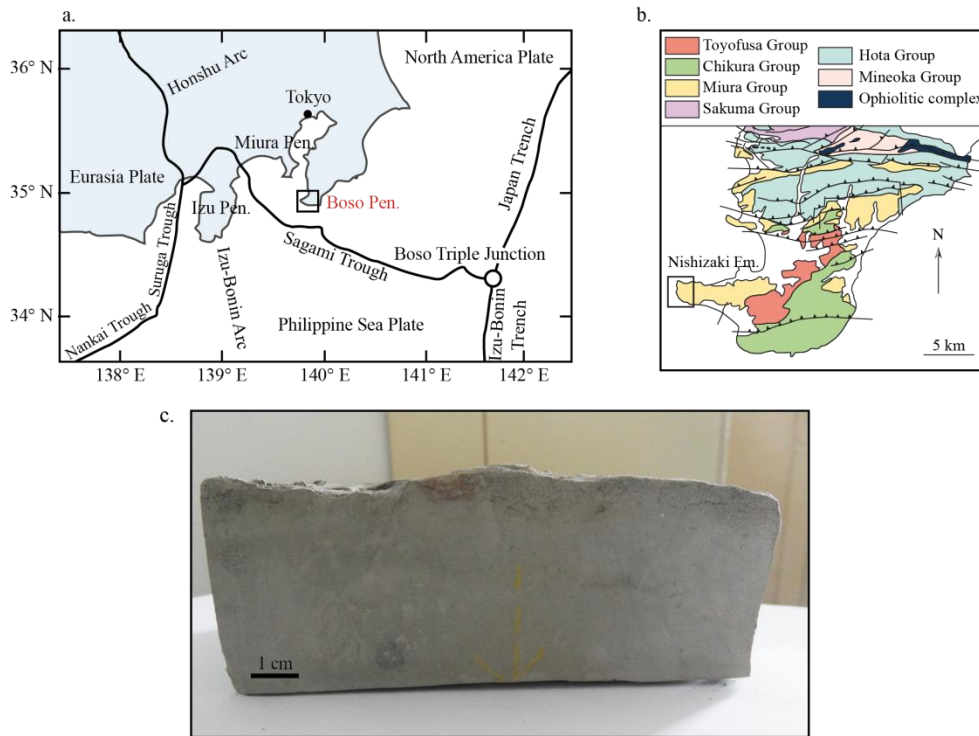 a.
36° N
35° N
34° N
138° E
139° E
140° E
141° E
142° E
Honshu Arc
North America Plate
Tokyo
Miura Pen.
Eurasia Plate
Izu Pen.
Boso Pen.
Japan Trench
Suruga Trough
Sagami Trough
Boso Triple Junction
Nankai Trough
Izu-Bonin Arc
Philippine Sea Plate
Izu-Bonin
Trench
b.
Toyofusa Group
Chikura Group
Miura Group
Sakuma Group
Hota Group
Mineoka Group
Ophiolitic complex
Nishizaki Fm.
N
5 km
c.
1 cm